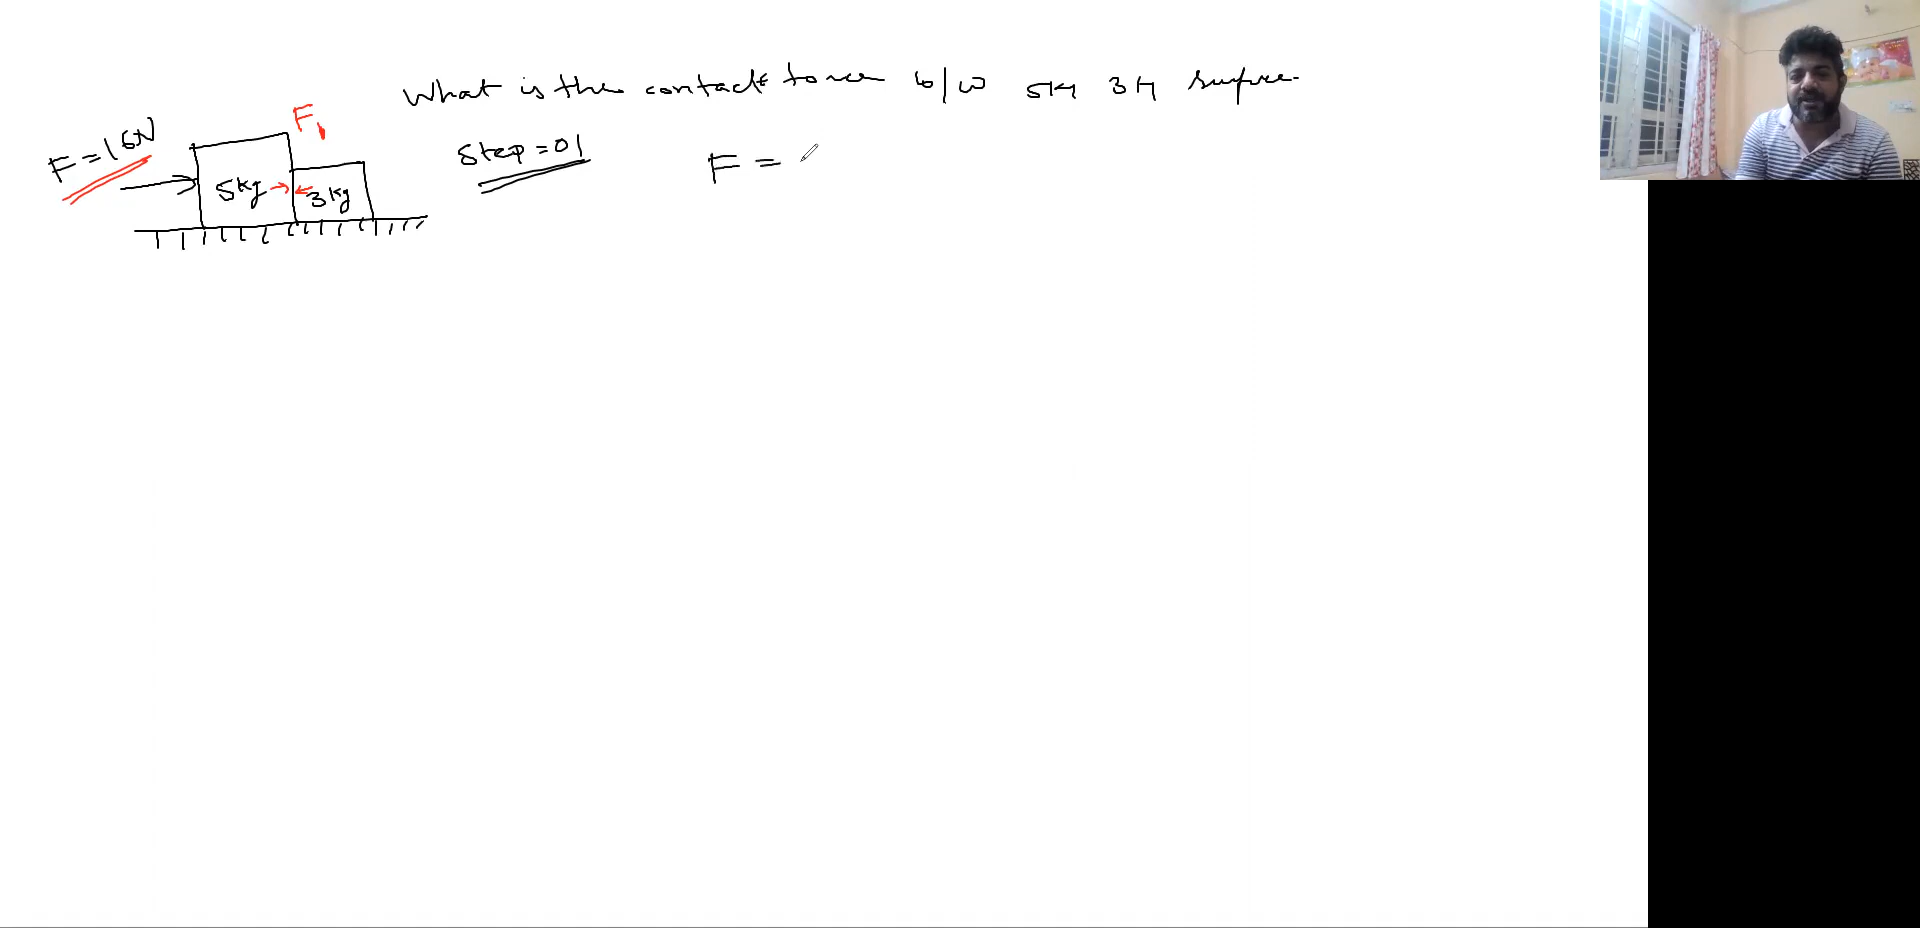 What is the contact force b/w 5kg 3kg surface
F = 16N
F1
Step = 01
F =
5kg
3kg